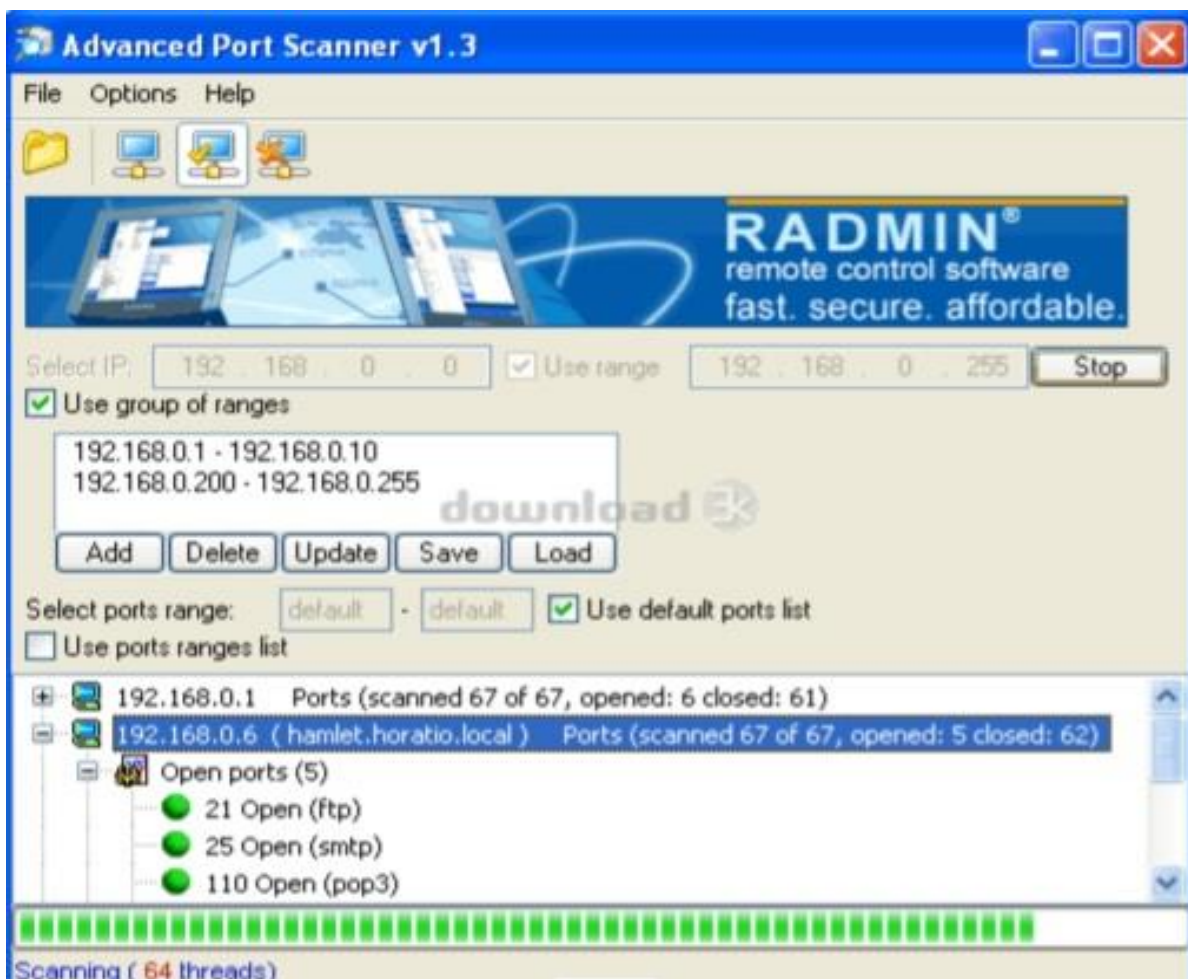 Advanced Port Scanner v1.3
File Options Help
RADMIN®
remote control software
fast. secure. affordable.
Select IP: 192 . 168 . 0 . 0 Use range 192 . 168 . 0 . 255 Stop
Use group of ranges
192.168.0.1 - 192.168.0.10
192.168.0.200 - 192.168.0.255
download 3k
Add Delete Update Save Load
Select ports range: default - default Use default ports list
Use ports ranges list
192.168.0.1 Ports (scanned 67 of 67, opened: 6 closed: 61)
192.168.0.6 ( hamlet.horatio.local ) Ports (scanned 67 of 67, opened: 5 closed: 62)
Open ports (5)
21 Open (ftp)
25 Open (smtp)
110 Open (pop3)
Scanning ( 64 threads)